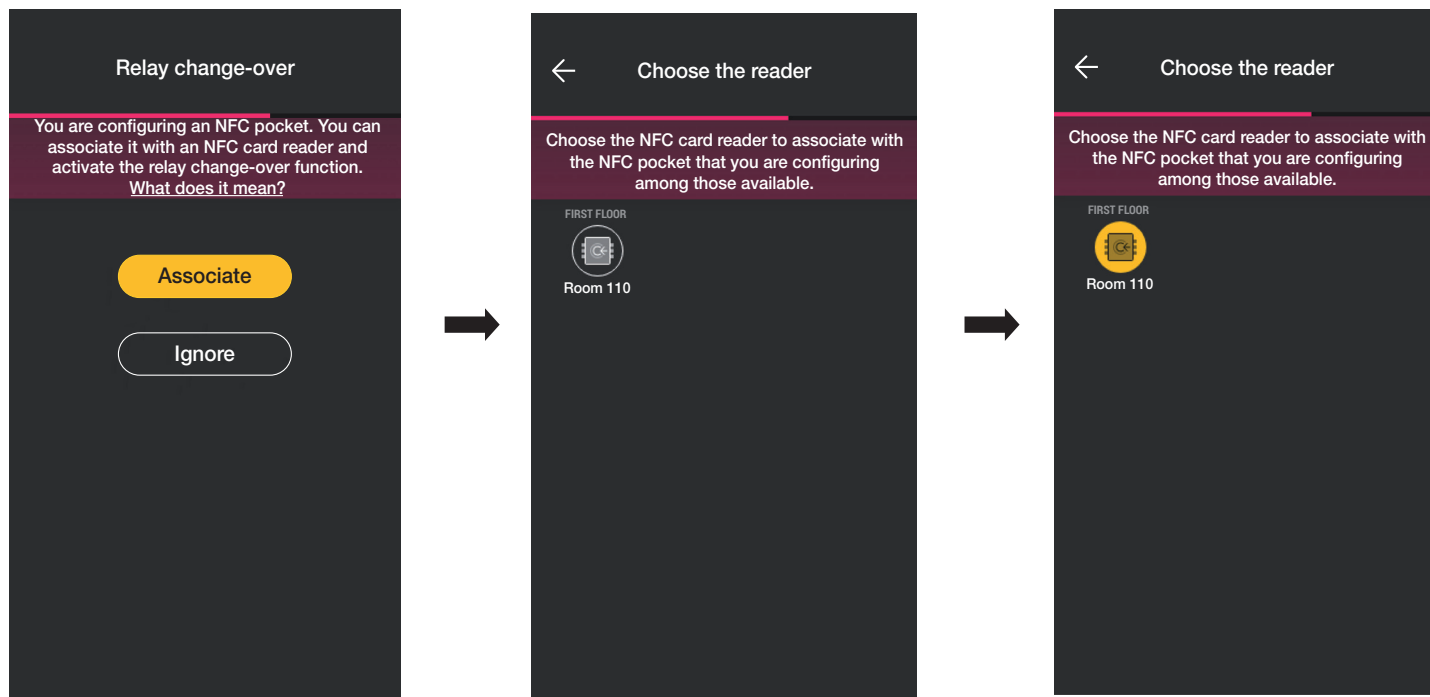 Relay change-over
You are configuring an NFC pocket. You can
associate it with an NFC card reader and
activate the relay change-over function.
What does it mean?
Associate
Ignore
Choose the reader
Choose the NFC card reader to associate with
the NFC pocket that you are configuring
among those available.
FIRST FLOOR
Room 110
Choose the reader
Choose the NFC card reader to associate with
the NFC pocket that you are configuring
among those available.
FIRST FLOOR
Room 110